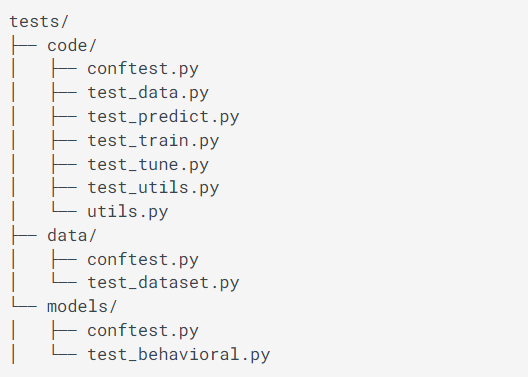 tests/
├── code/
│   ├── conftest.py
│   ├── test_data.py
│   ├── test_predict.py
│   ├── test_train.py
│   ├── test_tune.py
│   ├── test_utils.py
│   └── utils.py
├── data/
│   ├── conftest.py
│   └── test_dataset.py
└── models/
│   ├── conftest.py
│   └── test_behavioral.py